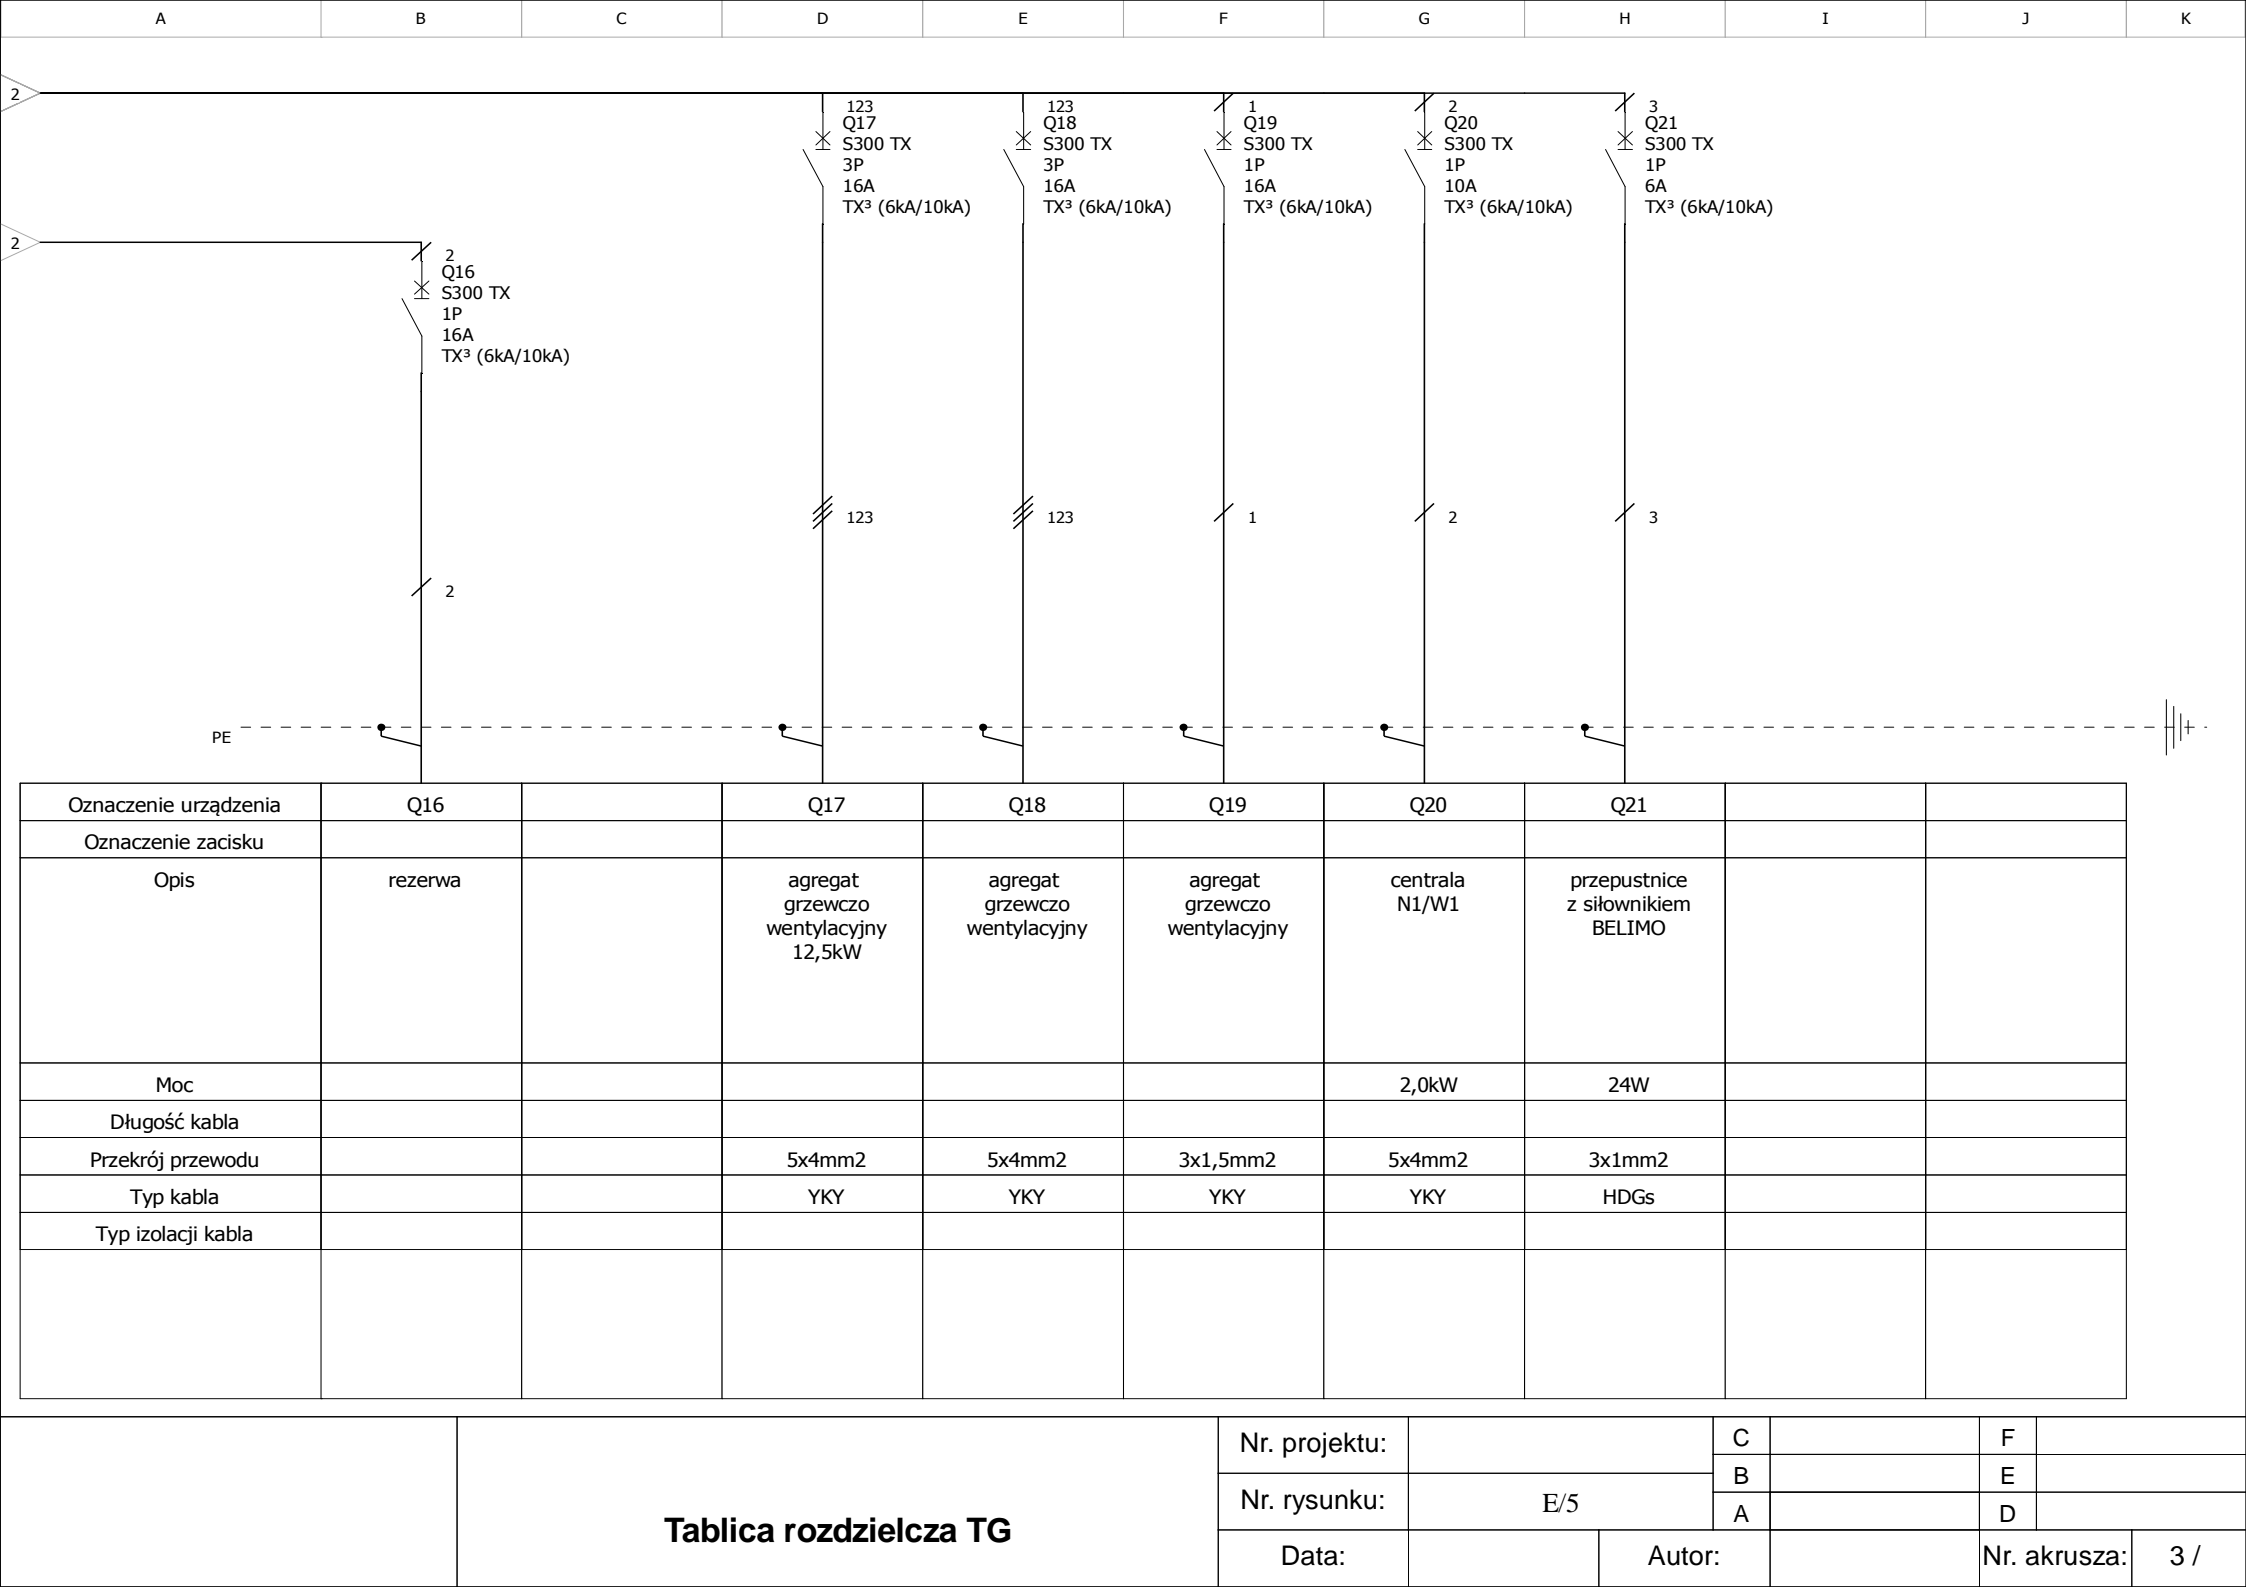 A B C D E F G H I J K
2
123
Q17
S300 TX
3P
16A
TX³ (6kA/10kA)
123
Q18
S300 TX
3P
16A
TX³ (6kA/10kA)
1
Q19
S300 TX
1P
16A
TX³ (6kA/10kA)
2
Q20
S300 TX
1P
10A
TX³ (6kA/10kA)
3
Q21
S300 TX
1P
6A
TX³ (6kA/10kA)
2
2
Q16
S300 TX
1P
16A
TX³ (6kA/10kA)
123 123 1 2 3
2
PE
Oznaczenie urządzenia Q16 Q17 Q18 Q19 Q20 Q21
Oznaczenie zacisku
Opis
rezerwa
agregat
grzewczo
wentylacyjny
12,5kW
agregat
grzewczo
wentylacyjny
agregat
grzewczo
wentylacyjny
centrala
N1/W1
przepustnice
z siłownikiem
BELIMO
Moc 2,0kW 24W
Długość kabla
Przekrój przewodu 5x4mm2 5x4mm2 3x1,5mm2 5x4mm2 3x1mm2
Typ kabla YKY YKY YKY YKY HDGs
Typ izolacji kabla
Tablica rozdzielcza TG
Nr. projektu: C F
B E
Nr. rysunku: E/5 A D
Data: Autor: Nr. akrusza: 3 /